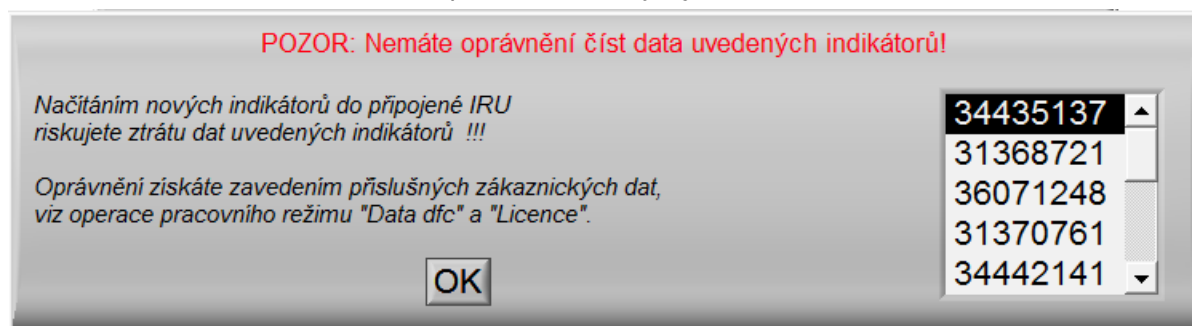 POZOR: Nemáte oprávnění číst data uvedených indikátorů!
Načítáním nových indikátorů do připojené IRU
riskujete ztrátu dat uvedených indikátorů !!!
Oprávnění získáte zavedením příslušných zákaznických dat,
viz operace pracovního režimu "Data dfc" a "Licence".
OK
34435137
31368721
36071248
31370761
34442141